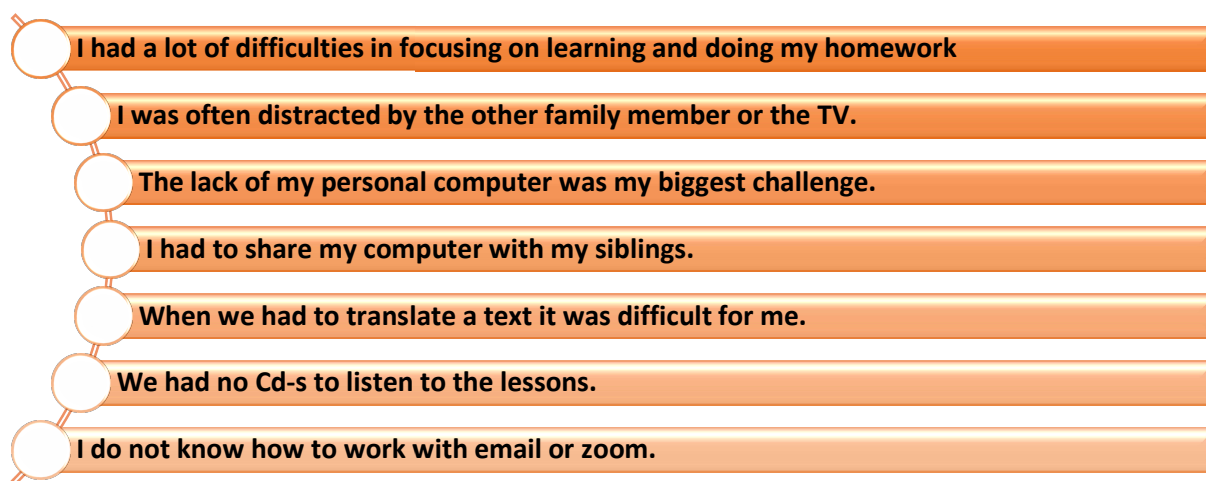 I had a lot of difficulties in focusing on learning and doing my homework
I was often distracted by the other family member or the TV.
The lack of my personal computer was my biggest challenge.
I had to share my computer with my siblings.
When we had to translate a text it was difficult for me.
We had no Cd-s to listen to the lessons.
I do not know how to work with email or zoom.